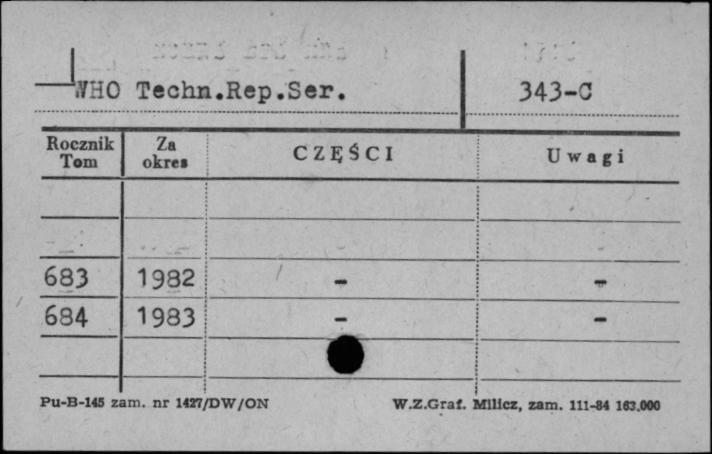 WHO Techn.Rep.Ser. 343-C
Rocznik Tom Za okres CZĘŚCI Uwagi
683 1982 - -
684 1983 - -
Pu-B-145 zam. nr 1427/DW/ON W.Z.Graf. Milicz, zam. 111-84 163.000